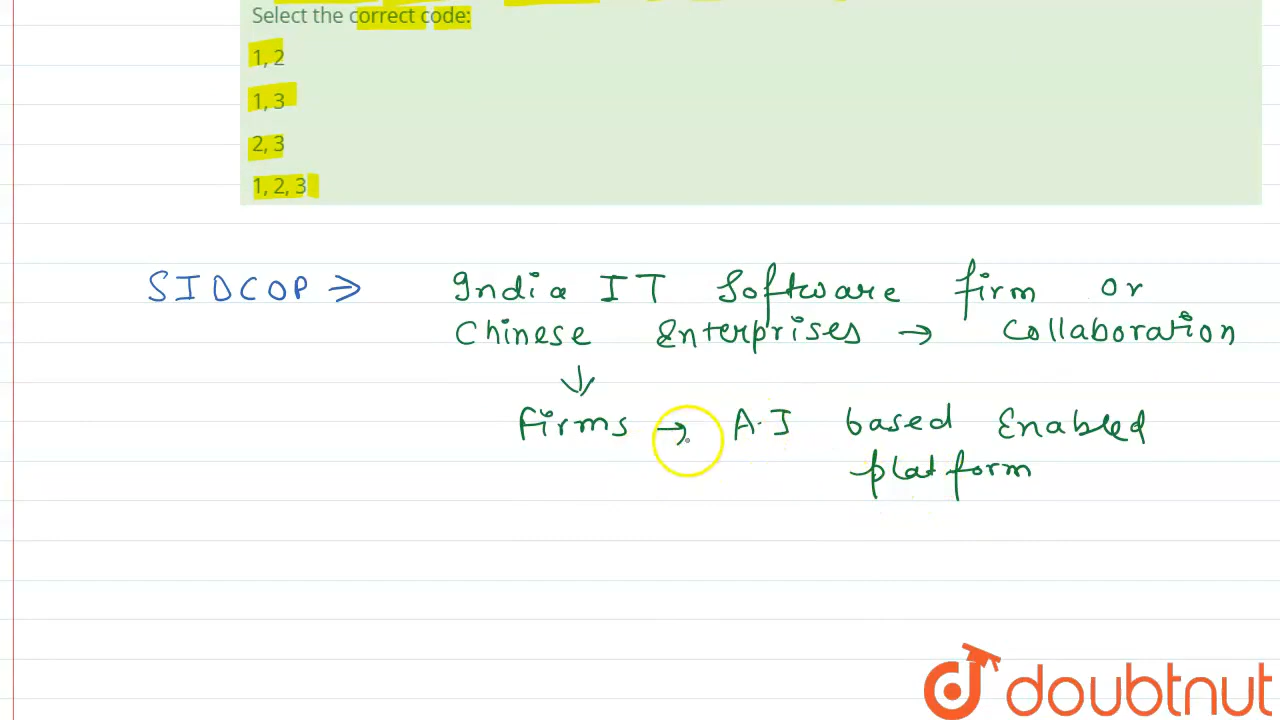 Select the correct code:
1, 2
1, 3
2, 3
1, 2, 3
SIDCOP ⇒ India IT Software firm or
Chinese Enterprises → Collaboration
↓
firms → A.I based Enabled
platform
doubtnut